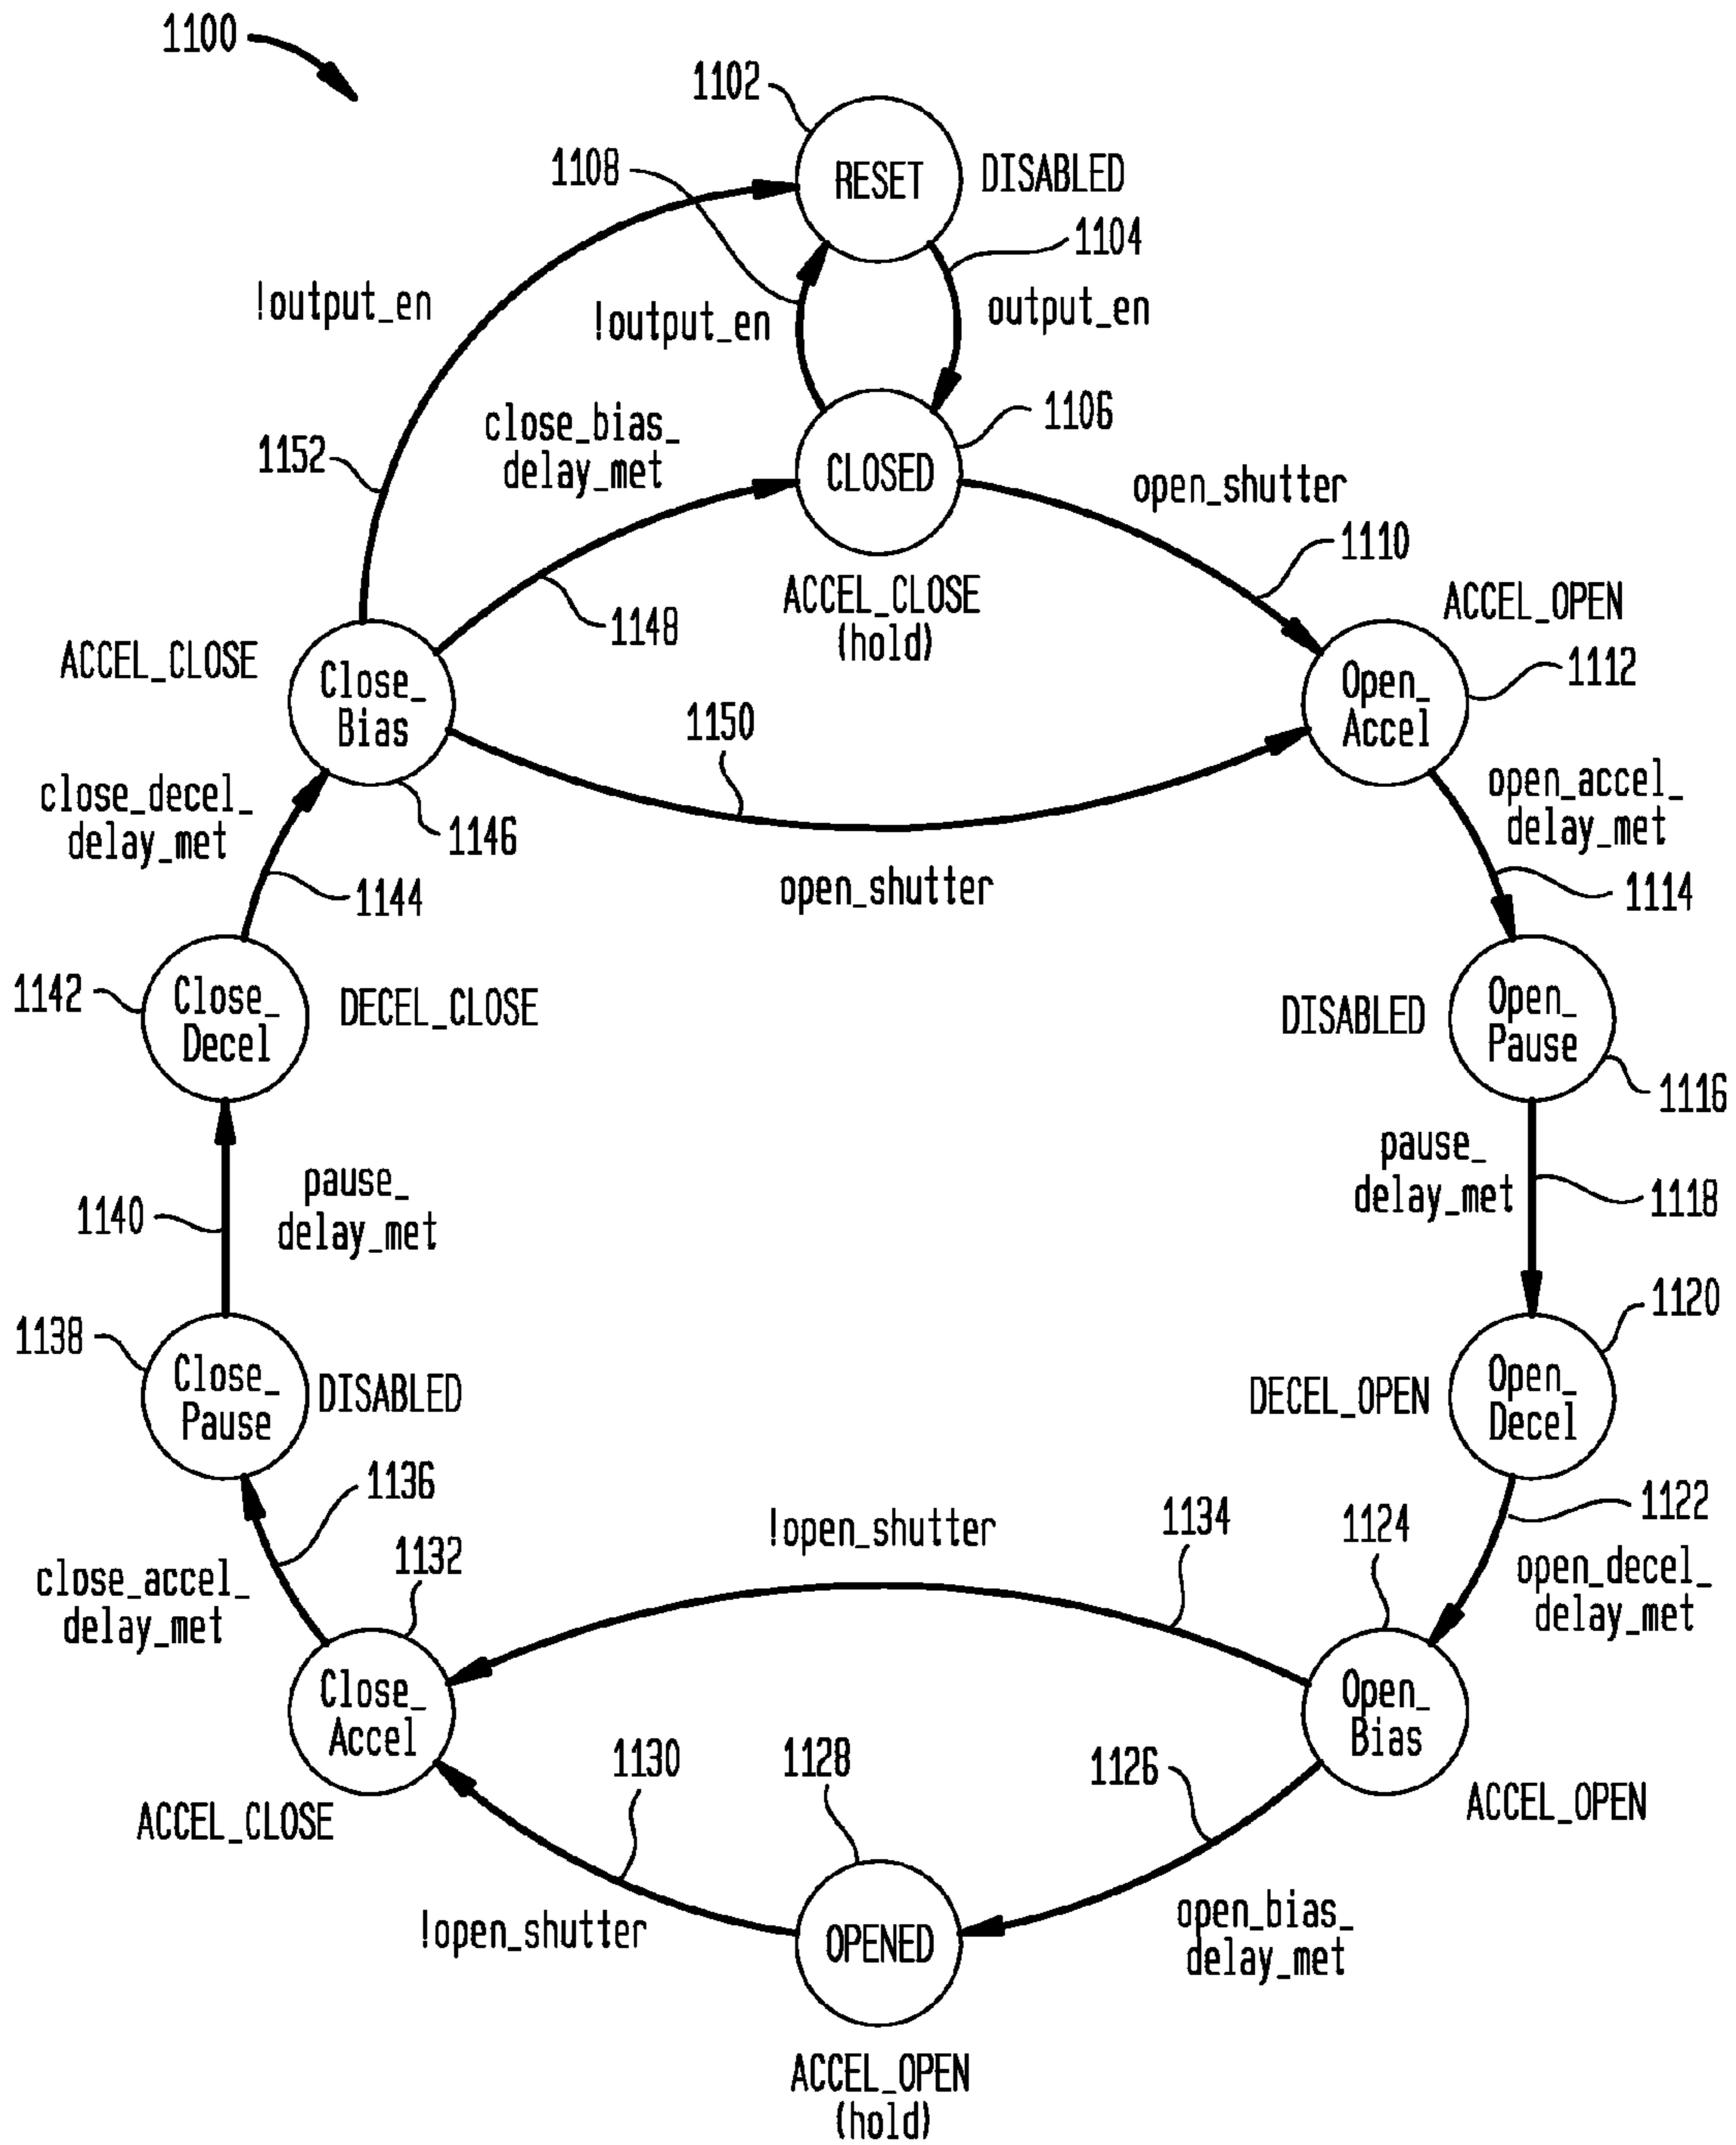 1100
1102
RESET
DISABLED
1108
1104
!output_en
!output_en
output_en
1106
close_bias_
delay_met
1152
CLOSED
open_shutter
1110
ACCEL_CLOSE
(hold)
1148
ACCEL_OPEN
ACCEL_CLOSE
Close_
Bias
1112
Open_
Accel
1150
close_decel_
delay_met
1146
open_accel_
delay_met
open_shutter
1144
1114
1142
Close_
Decel
DECEL_CLOSE
DISABLED
Open_
Pause
1116
pause_
delay_met
1118
1140
pause_
delay_met
1120
1138
Close_
Pause
DISABLED
DECEL_OPEN
Open_
Decel
1136
1122
1134
1124
!open_shutter
1132
close_accel_
delay_met
open_decel_
delay_met
Close_
Accel
Open_
Bias
1130
1128
1126
ACCEL_CLOSE
ACCEL_OPEN
!open_shutter
OPENED
open_bias_
delay_met
ACCEL_OPEN
(hold)